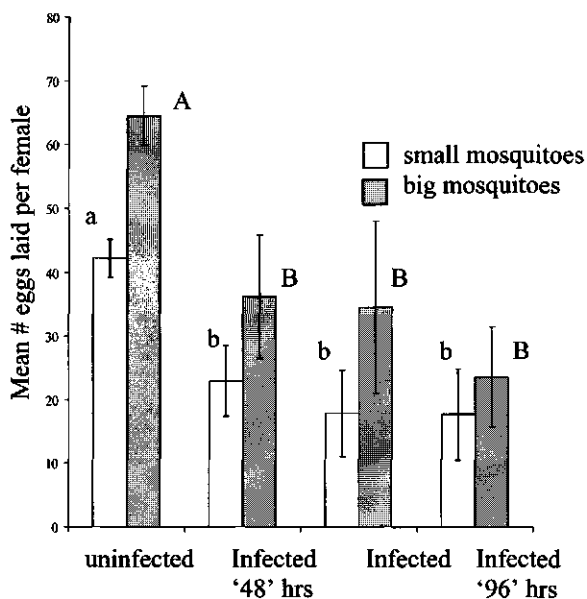 Mean # eggs laid per female
80
70
60
50
40
30
20
10
0
a
A
b
B
b
B
b
B
small mosquitoes
big mosquitoes
uninfected
Infected
'48' hrs
Infected
Infected
'96' hrs